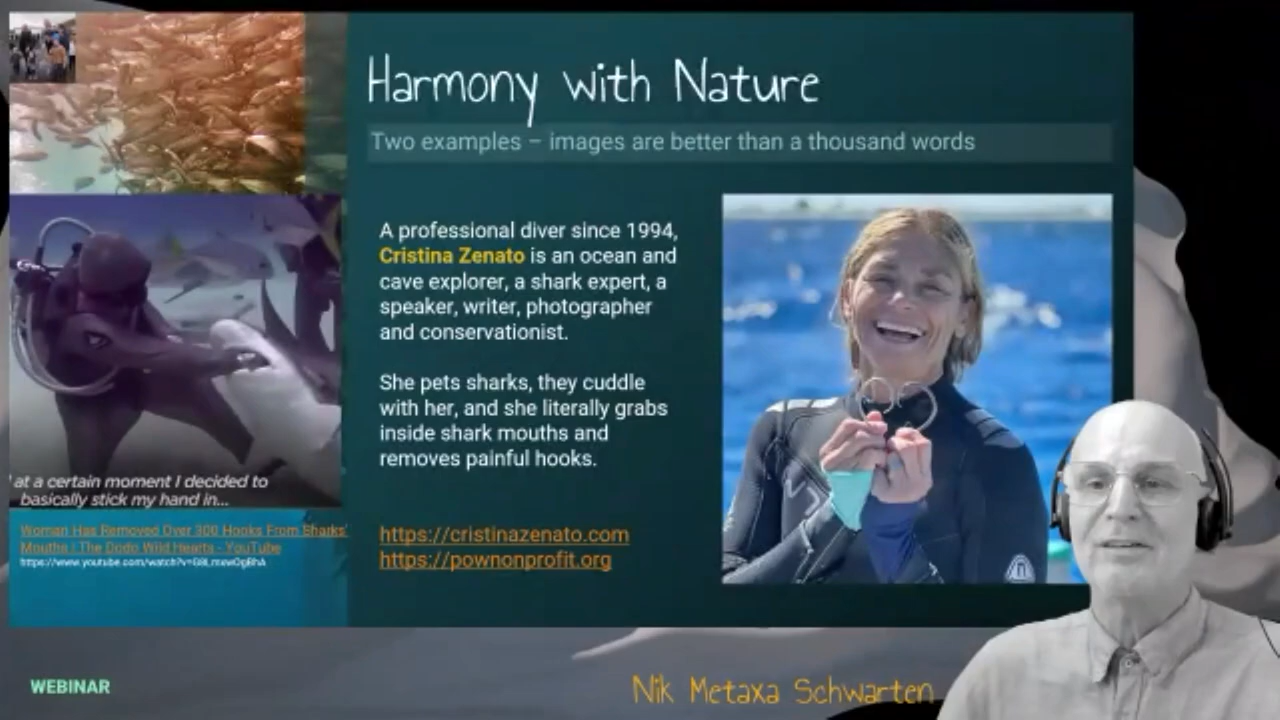 Harmony with Nature
Two examples – images are better than a thousand words
A professional diver since 1994,
Cristina Zenato is an ocean and
cave explorer, a shark expert, a
speaker, writer, photographer
and conservationist.
She pets sharks, they cuddle
with her, and she literally grabs
inside shark mouths and
removes painful hooks.
https://cristinazenato.com
https://pownonprofit.org
at a certain moment I decided to
basically stick my hand in...
Woman Has Removed Over 300 Hooks From Sharks'
Mouths | The Dodo Wild Hearts - YouTube
WEBINAR
Nik Metaxa Schwarten